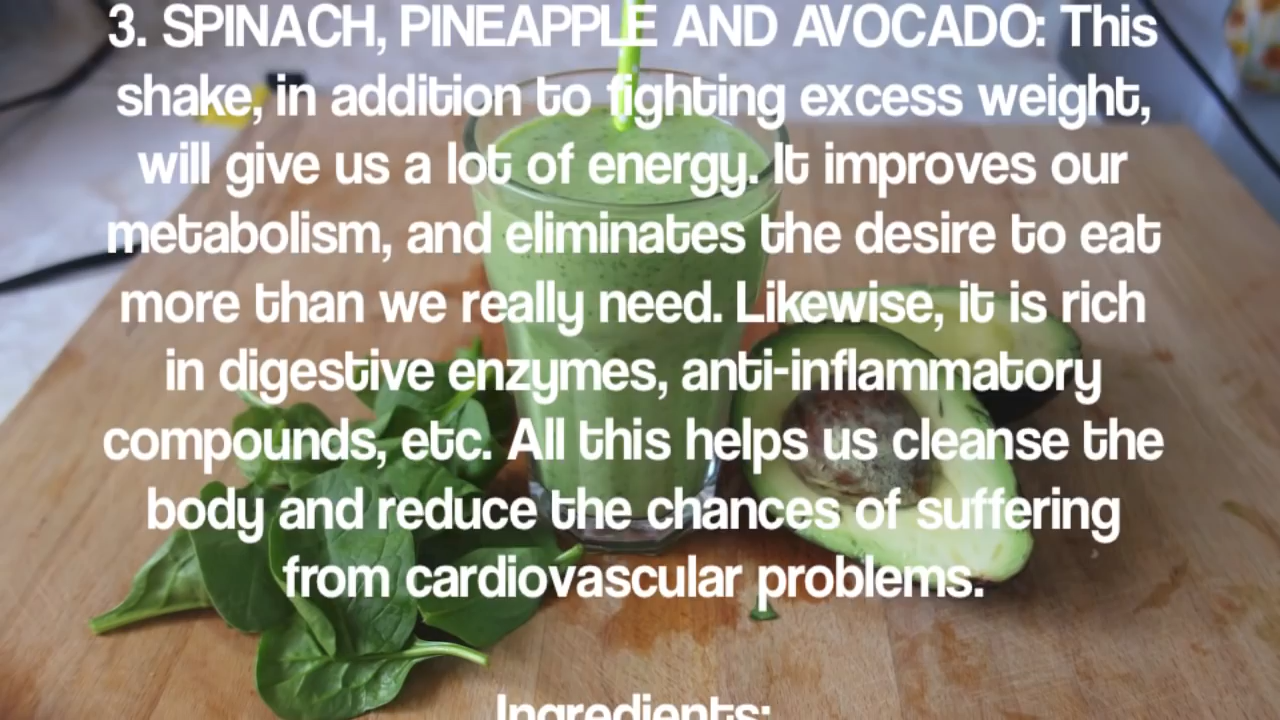 3. SPINACH, PINEAPPLE AND AVOCADO: This
shake, in addition to fighting excess weight,
will give us a lot of energy. It improves our
metabolism, and eliminates the desire to eat
more than we really need. Likewise, it is rich
in digestive enzymes, anti-inflammatory
compounds, etc. All this helps us cleanse the
body and reduce the chances of suffering
from cardiovascular problems.
Ingredients: